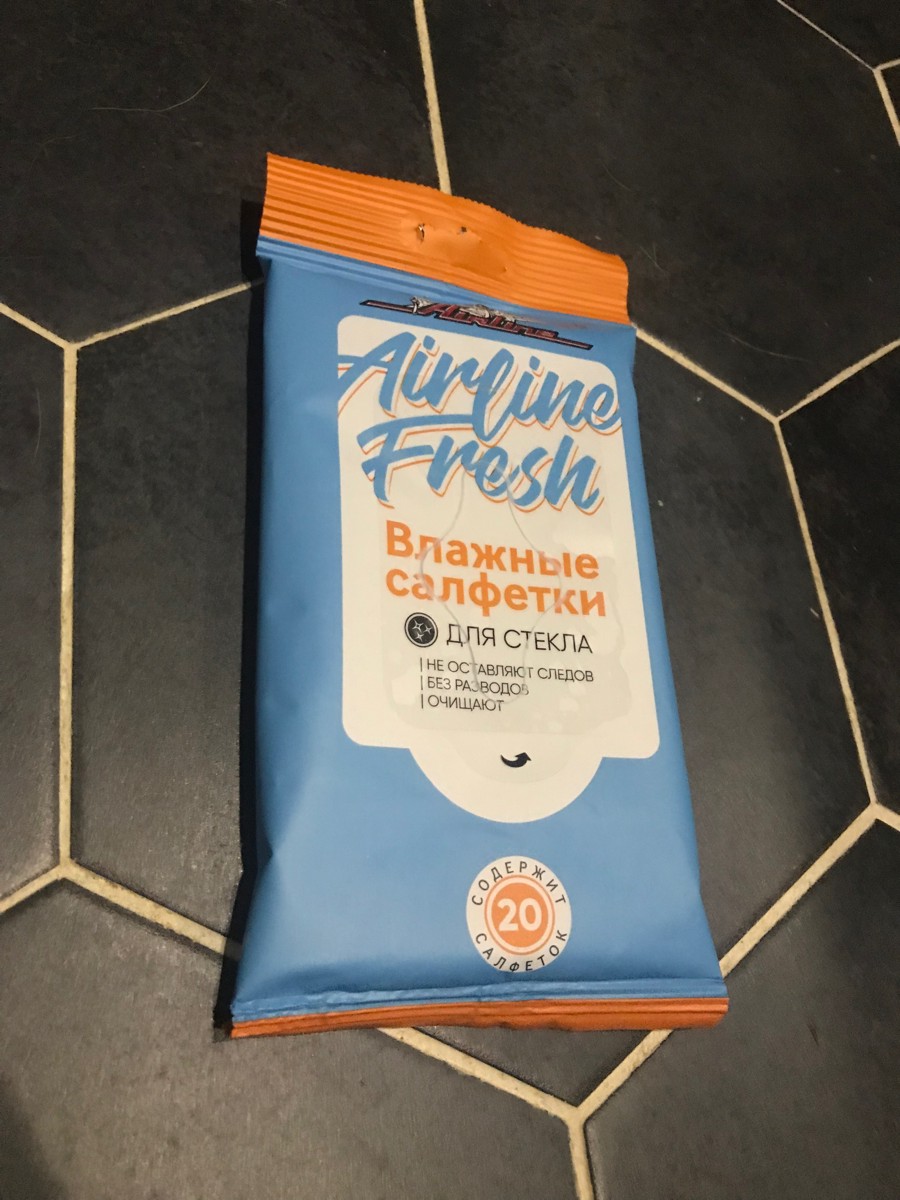 AIRLINE
Airline
Fresh
Влажные
салфетки
ДЛЯ СТЕКЛА
НЕ ОСТАВЛЯЮТ СЛЕДОВ
БЕЗ РАЗВОДОВ
ОЧИЩАЮТ
СОДЕРЖИТ
20
САЛФЕТОК